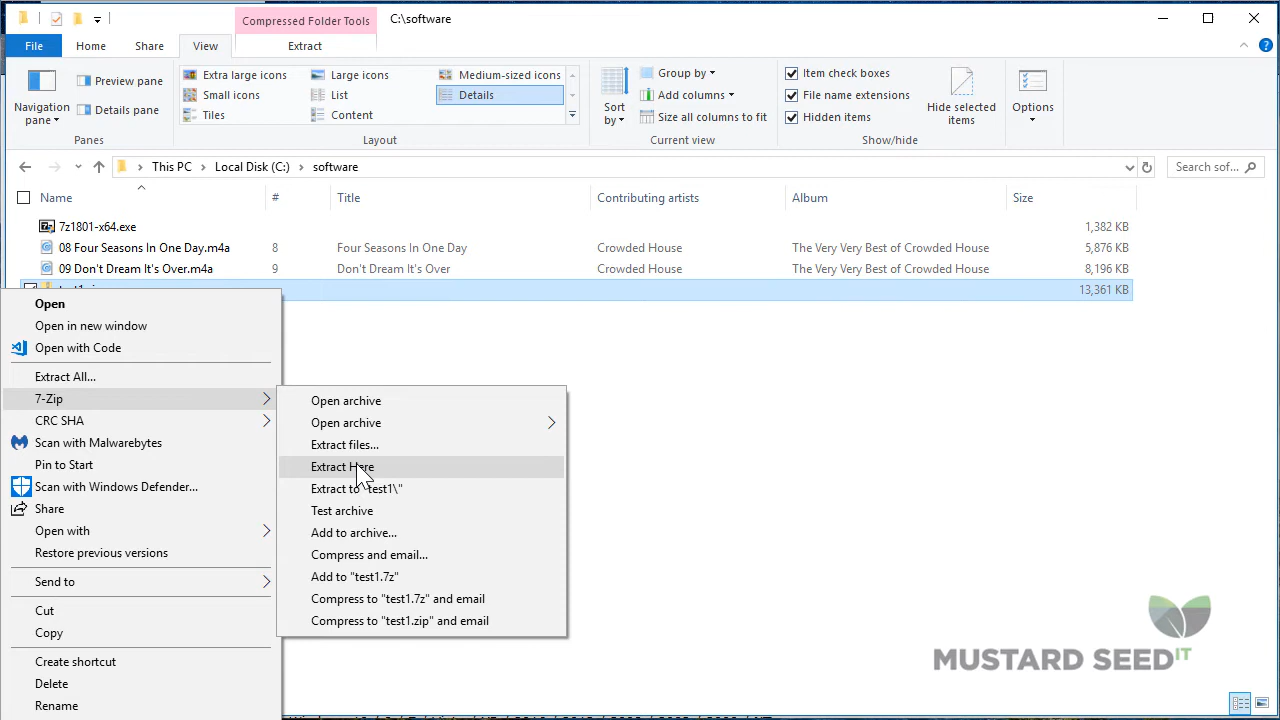 Compressed Folder Tools
C:\software
File
Home
Share
View
Extract
Navigation pane
Preview pane
Details pane
Panes
Extra large icons
Large icons
Medium-sized icons
Small icons
List
Details
Tiles
Content
Layout
Sort by
Group by
Add columns
Size all columns to fit
Current view
Item check boxes
File name extensions
Hidden items
Hide selected items
Options
Show/hide
This PC
Local Disk (C:)
software
Search sof...
Name
#
Title
Contributing artists
Album
Size
7z1801-x64.exe
1,382 KB
08 Four Seasons In One Day.m4a
8
Four Seasons In One Day
Crowded House
The Very Very Best of Crowded House
5,876 KB
09 Don't Dream It's Over.m4a
9
Don't Dream It's Over
Crowded House
The Very Very Best of Crowded House
8,196 KB
13,361 KB
Open
Open in new window
Open with Code
Extract All...
7-Zip
CRC SHA
Scan with Malwarebytes
Pin to Start
Scan with Windows Defender...
Share
Open with
Restore previous versions
Send to
Cut
Copy
Create shortcut
Delete
Rename
Open archive
Open archive
Extract files...
Extract Here
Extract to "test1\"
Test archive
Add to archive...
Compress and email...
Add to "test1.7z"
Compress to "test1.7z" and email
Compress to "test1.zip" and email
MUSTARD SEED IT